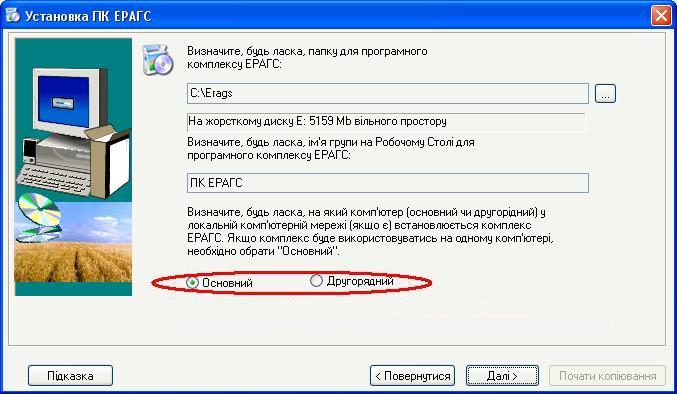 Установка ПК ЕРАГС
Визначите, будь ласка, папку для програмного
комплексу ЕРАГС:
C:\Erags
...
На жорсткому диску E: 5159 Mb вільного простору
Визначите, будь ласка, ім'я групи на Робочому Столі для
програмного комплексу ЕРАГС:
ПК ЕРАГС
Визначите, будь ласка, на який комп'ютер (основний чи другорідний) у
локальній комп'ютерній мережі (якщо є) встановлюється комплекс
ЕРАГС. Якщо комплекс буде використовуватись на одному комп'ютері,
необхідно обрати "Основний".
Основний
Другорядний
Підказка
< Повернутися
Далі >
Почати копіювання